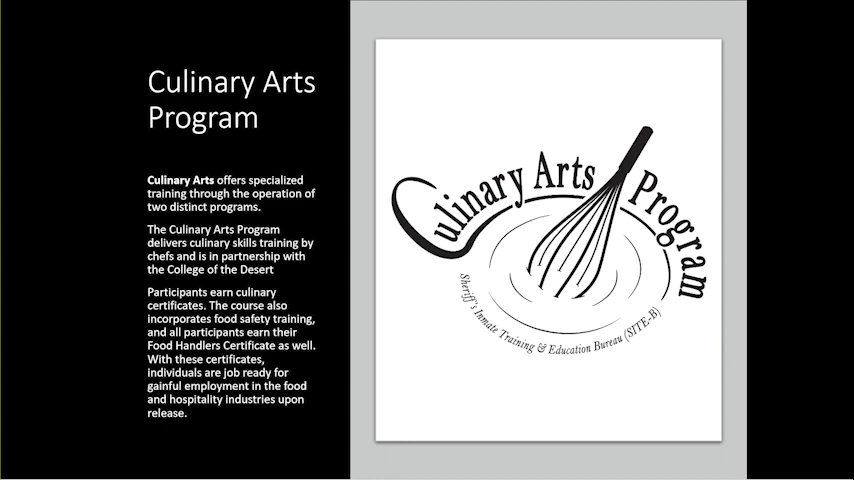 Culinary Arts
Program
Culinary Arts offers specialized
training through the operation of
two distinct programs.
The Culinary Arts Program
delivers culinary skills training by
chefs and is in partnership with
the College of the Desert
Participants earn culinary
certificates. The course also
incorporates food safety training,
and all participants earn their
Food Handlers Certificate as well.
With these certificates,
individuals are job ready for
gainful employment in the food
and hospitality industries upon
release.
Culinary Arts Program
Sheriff's Inmate Training & Education Bureau (SITE-B)